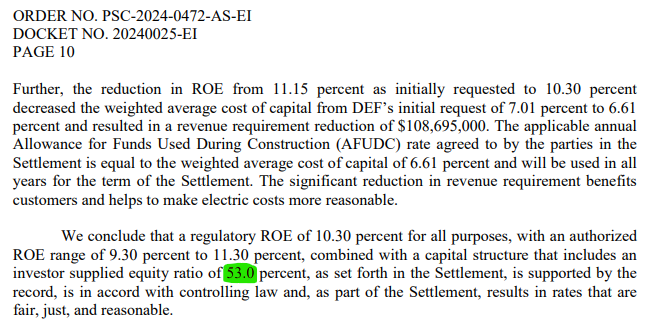 ORDER NO. PSC-2024-0472-AS-EI
DOCKET NO. 20240025-EI
PAGE 10
Further, the reduction in ROE from 11.15 percent as initially requested to 10.30 percent
decreased the weighted average cost of capital from DEF's initial request of 7.01 percent to 6.61
percent and resulted in a revenue requirement reduction of $108,695,000. The applicable annual
Allowance for Funds Used During Construction (AFUDC) rate agreed to by the parties in the
Settlement is equal to the weighted average cost of capital of 6.61 percent and will be used in all
years for the term of the Settlement. The significant reduction in revenue requirement benefits
customers and helps to make electric costs more reasonable.
We conclude that a regulatory ROE of 10.30 percent for all purposes, with an authorized
ROE range of 9.30 percent to 11.30 percent, combined with a capital structure that includes an
investor supplied equity ratio of 53.0 percent, as set forth in the Settlement, is supported by the
record, is in accord with controlling law and, as part of the Settlement, results in rates that are
fair, just, and reasonable.